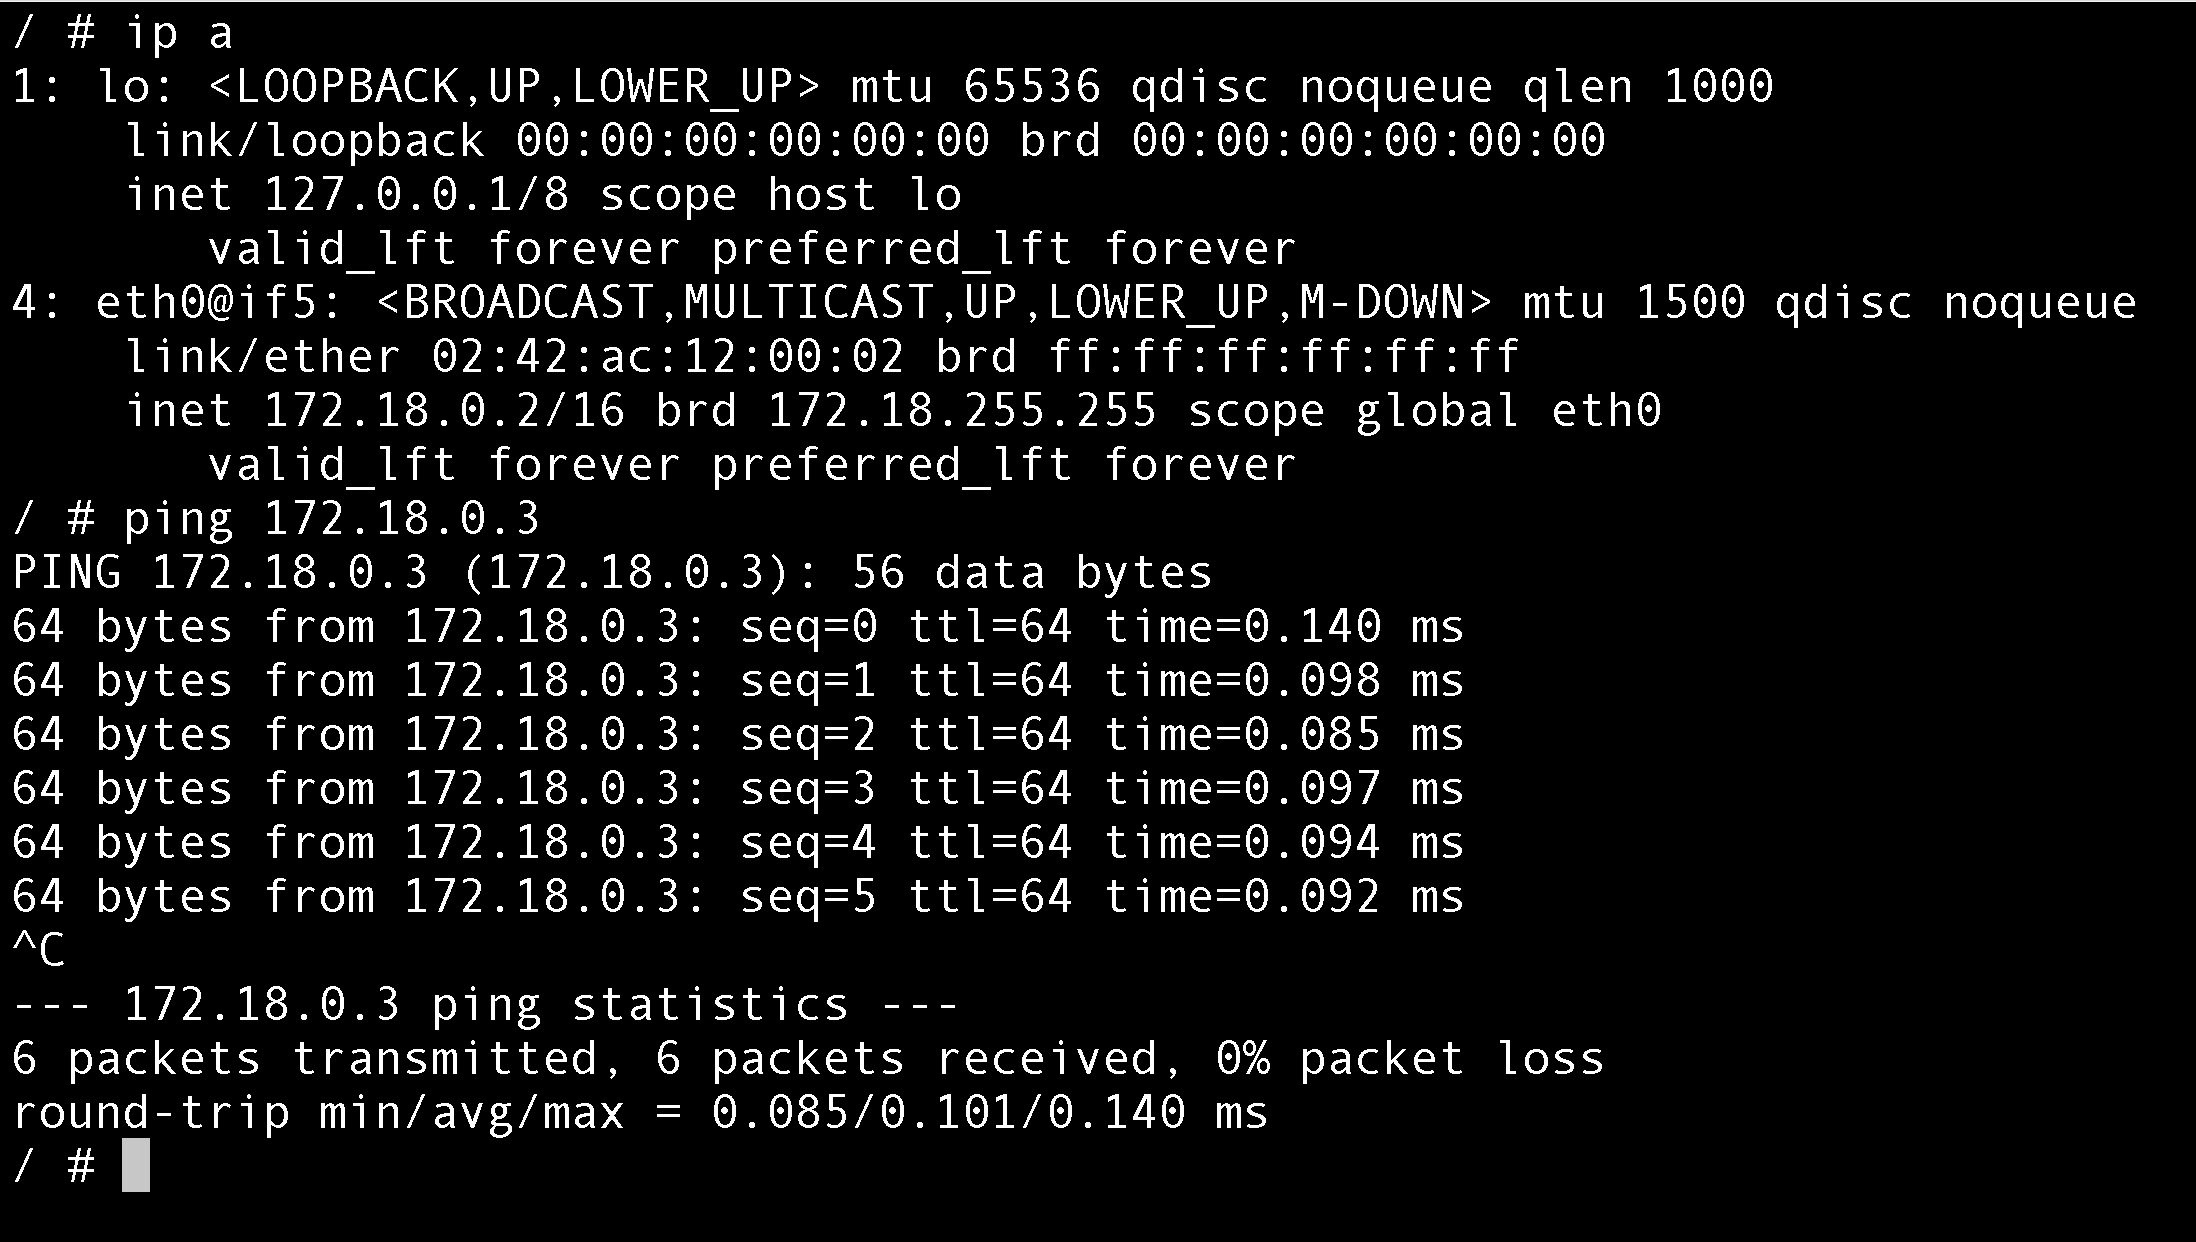 / # ip a
1: lo: <LOOPBACK,UP,LOWER_UP> mtu 65536 qdisc noqueue qlen 1000
    link/loopback 00:00:00:00:00:00 brd 00:00:00:00:00:00
    inet 127.0.0.1/8 scope host lo
       valid_lft forever preferred_lft forever
4: eth0@if5: <BROADCAST,MULTICAST,UP,LOWER_UP,M-DOWN> mtu 1500 qdisc noqueue
    link/ether 02:42:ac:12:00:02 brd ff:ff:ff:ff:ff:ff
    inet 172.18.0.2/16 brd 172.18.255.255 scope global eth0
       valid_lft forever preferred_lft forever
/ # ping 172.18.0.3
PING 172.18.0.3 (172.18.0.3): 56 data bytes
64 bytes from 172.18.0.3: seq=0 ttl=64 time=0.140 ms
64 bytes from 172.18.0.3: seq=1 ttl=64 time=0.098 ms
64 bytes from 172.18.0.3: seq=2 ttl=64 time=0.085 ms
64 bytes from 172.18.0.3: seq=3 ttl=64 time=0.097 ms
64 bytes from 172.18.0.3: seq=4 ttl=64 time=0.094 ms
64 bytes from 172.18.0.3: seq=5 ttl=64 time=0.092 ms
^C
--- 172.18.0.3 ping statistics ---
6 packets transmitted, 6 packets received, 0% packet loss
round-trip min/avg/max = 0.085/0.101/0.140 ms
/ #